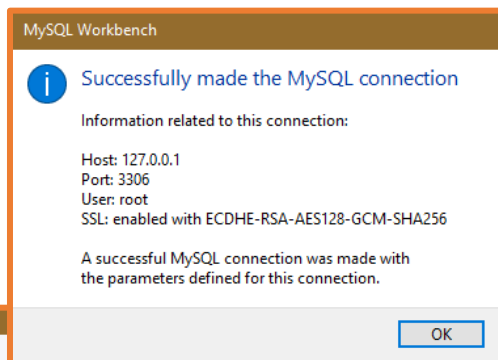 MySQL Workbench
Successfully made the MySQL connection
Information related to this connection:
Host: 127.0.0.1
Port: 3306
User: root
SSL: enabled with ECDHE-RSA-AES128-GCM-SHA256
A successful MySQL connection was made with
the parameters defined for this connection.
OK